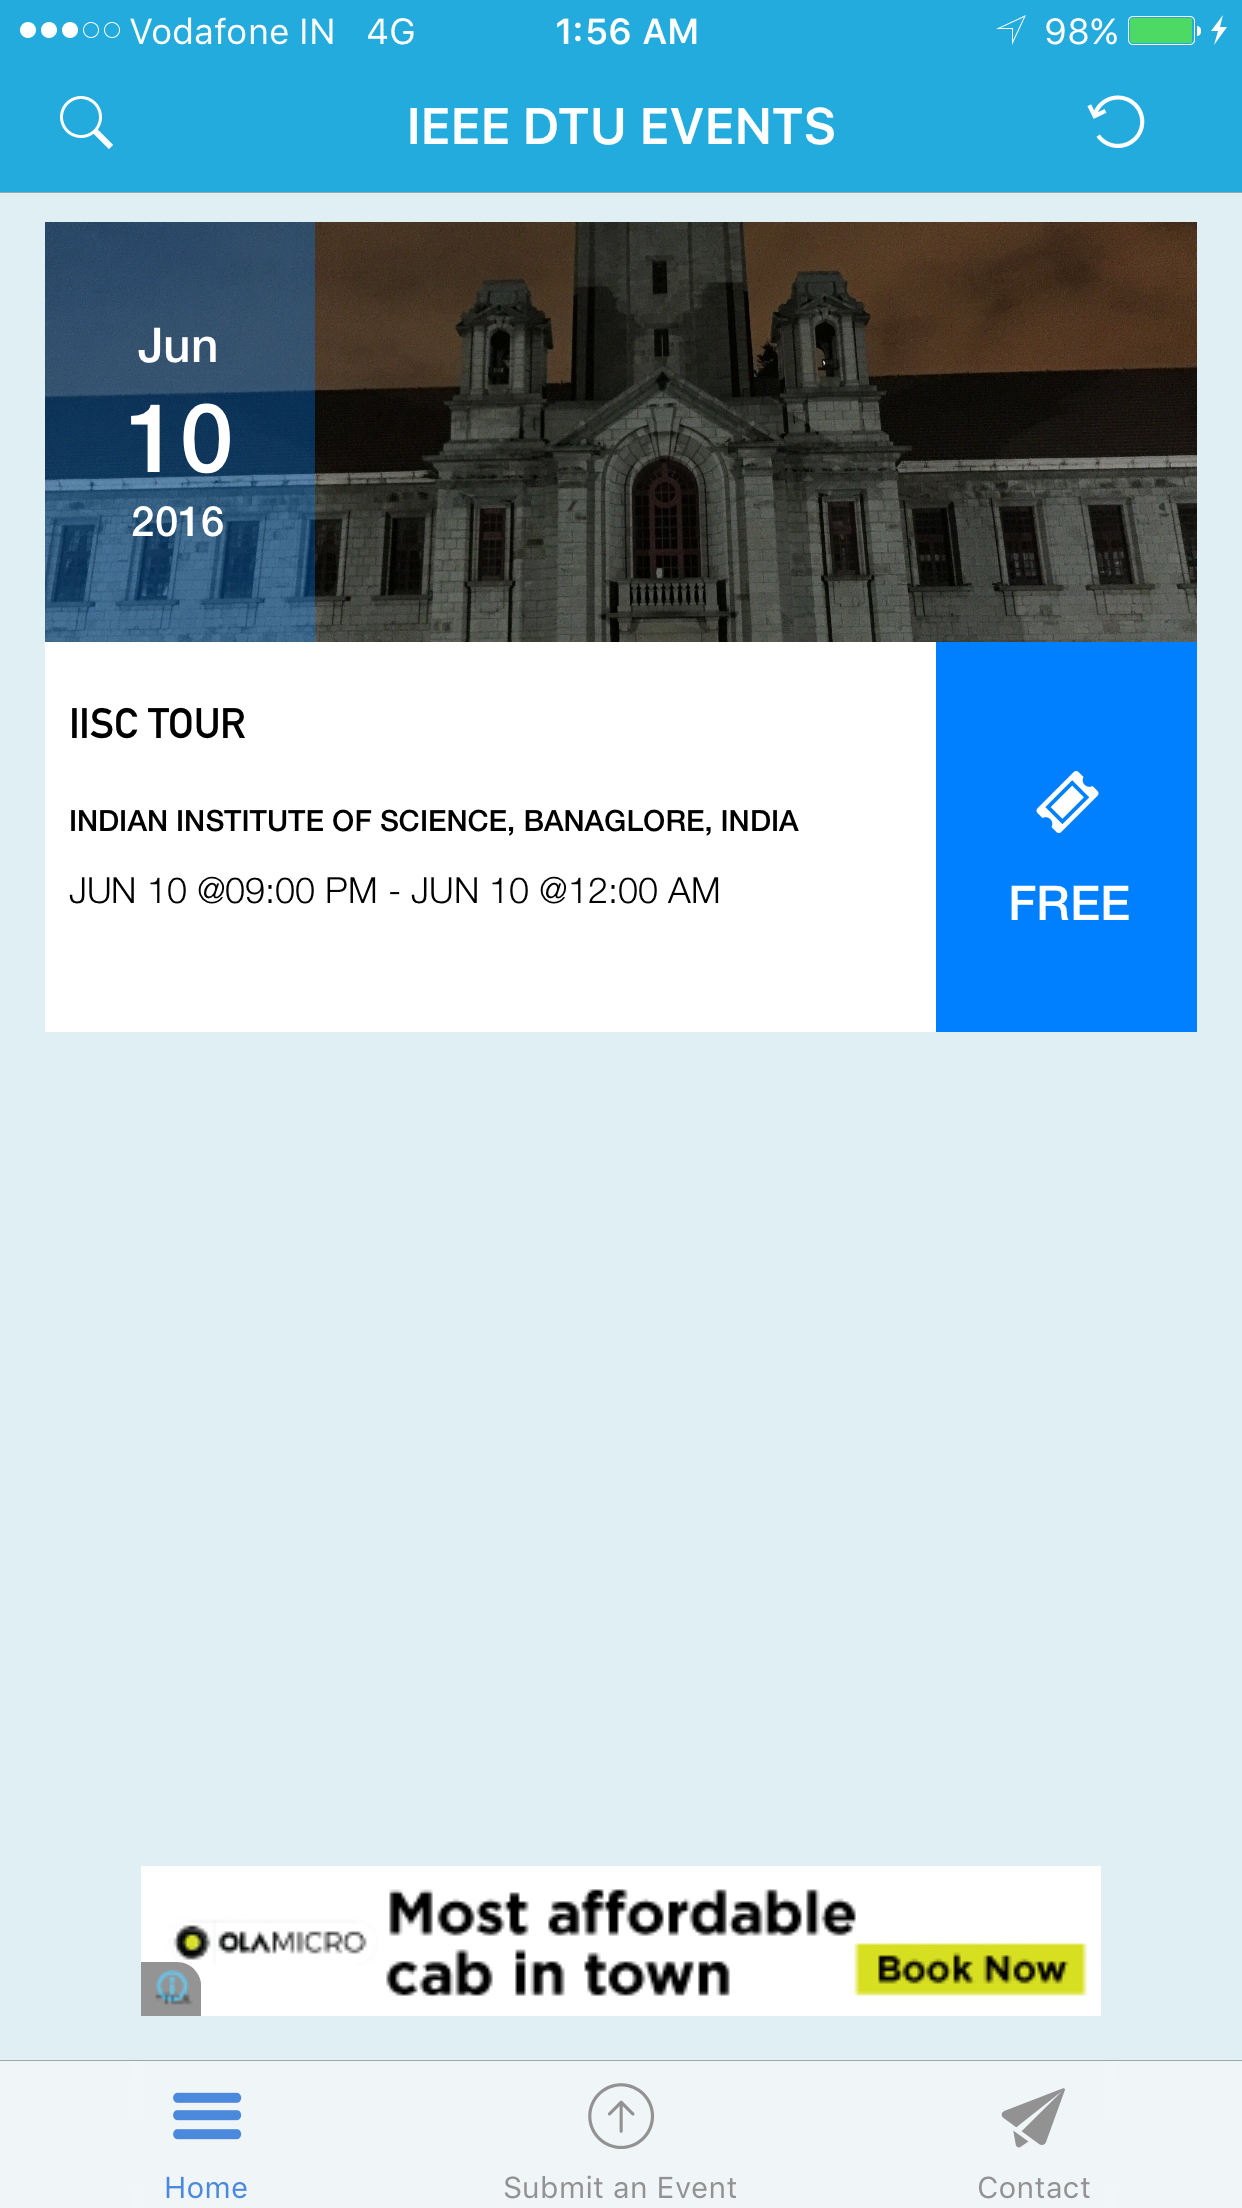 Vodafone IN 4G 1:56 AM 98%
IEEE DTU EVENTS
Jun
10
2016
IISC TOUR
INDIAN INSTITUTE OF SCIENCE, BANAGLORE, INDIA
JUN 10 @09:00 PM - JUN 10 @12:00 AM
FREE
OLAMICRO
Most affordable
cab in town
Book Now
Home
Submit an Event
Contact